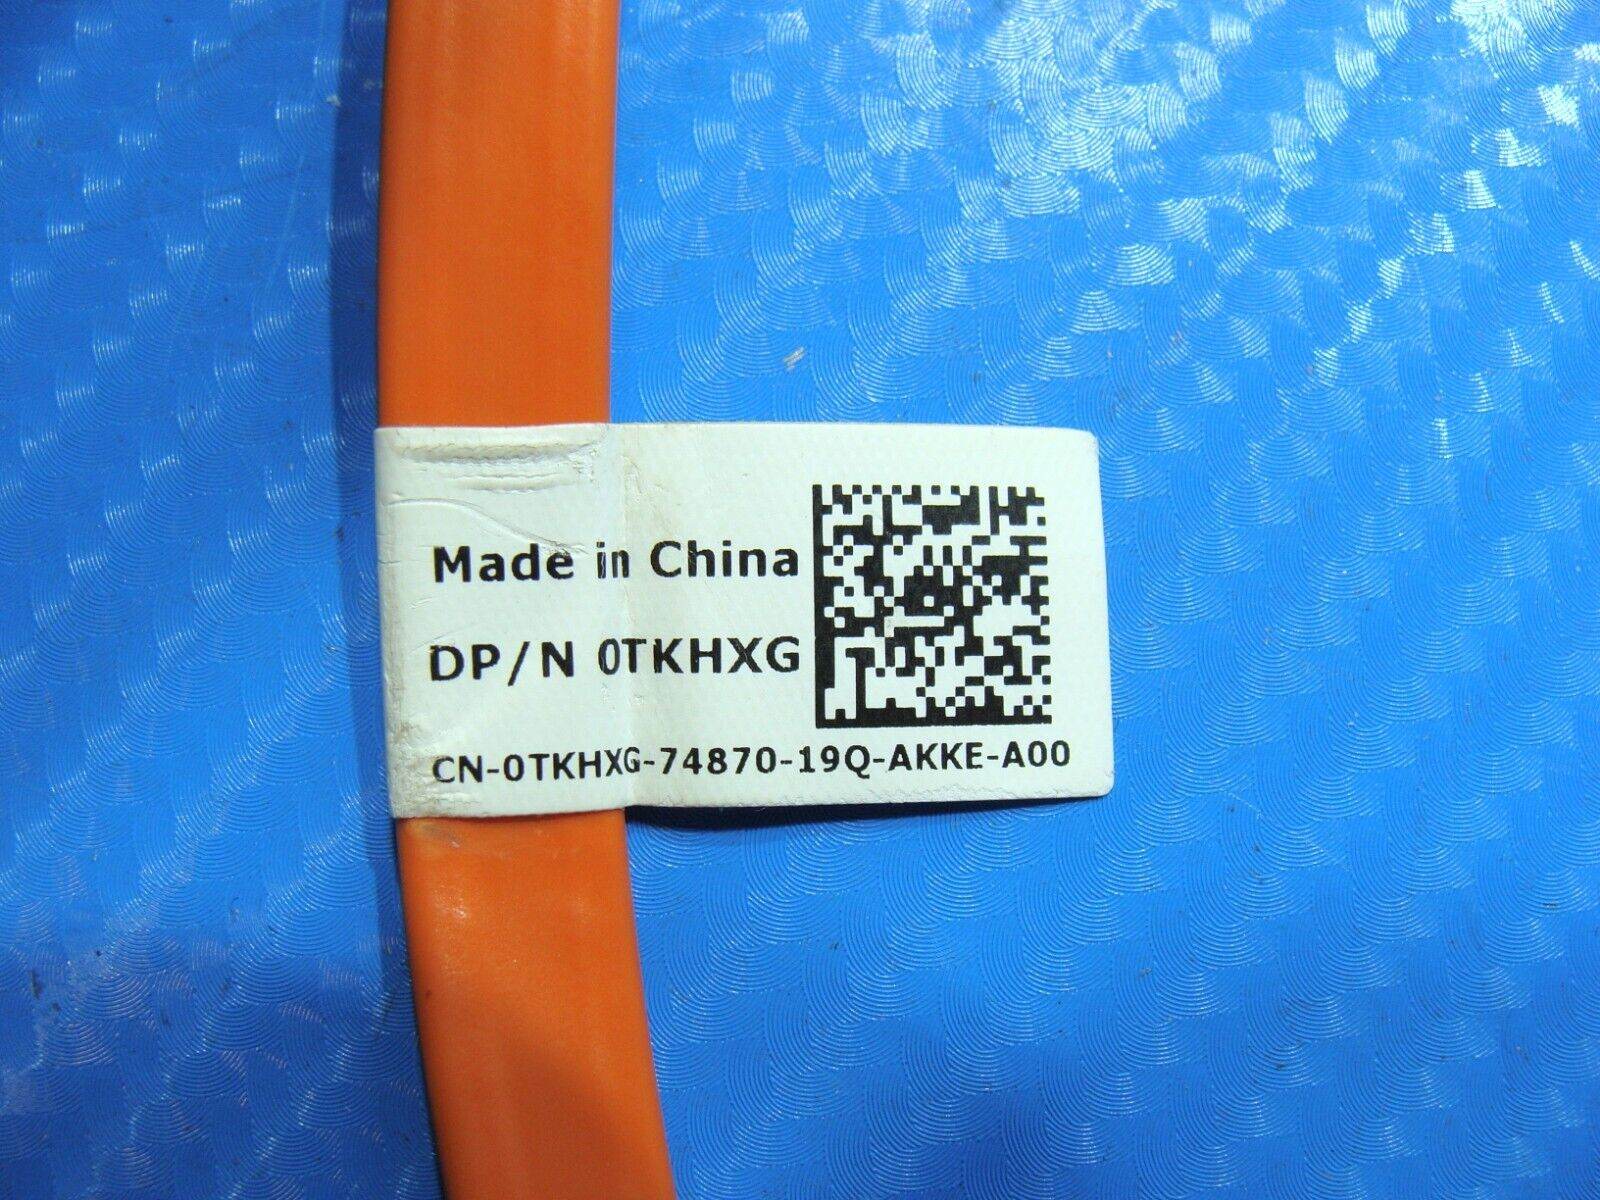 Made in China
DP/N 0TKHXG
CN-0TKHXG-74870-19Q-AKKE-A00